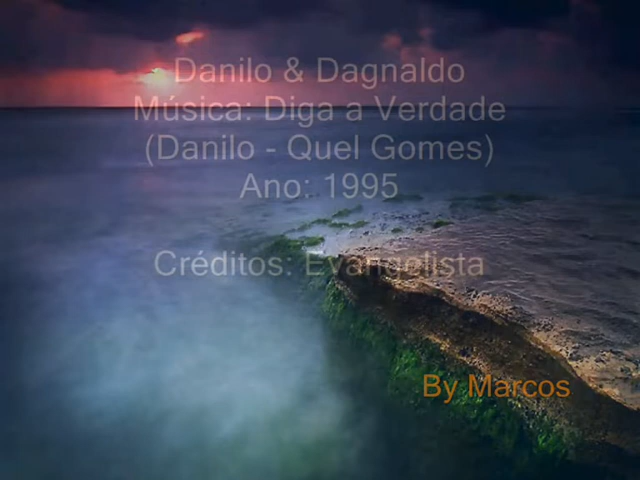 Danilo & Dagnaldo
Música: Diga a Verdade
(Danilo - Quel Gomes)
Ano: 1995
Créditos: Evangelista
By Marcos